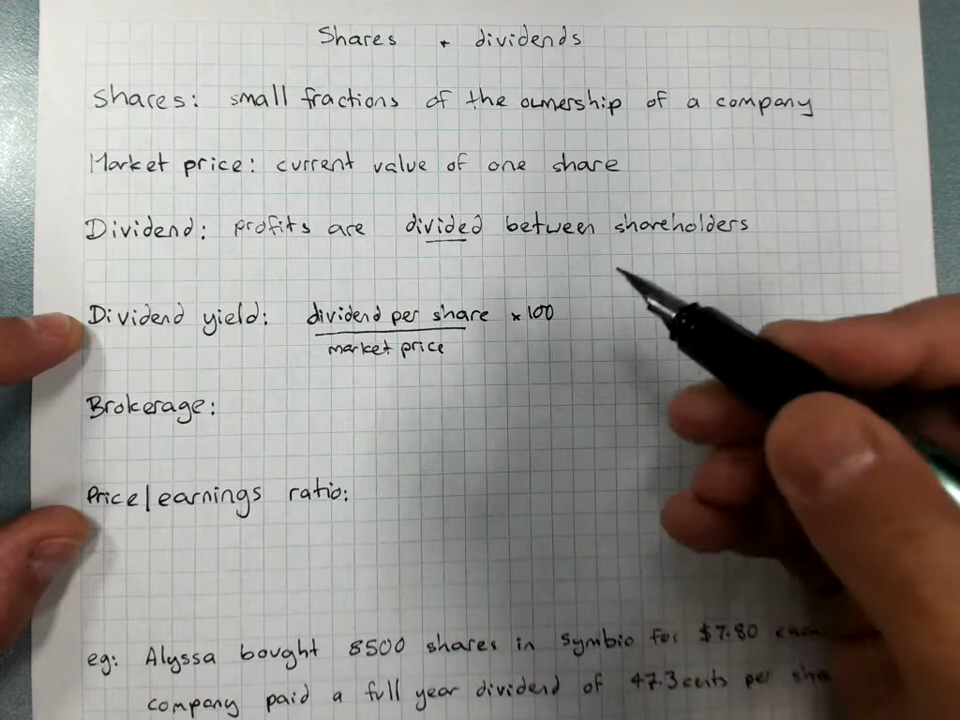 Shares + dividends
Shares: small fractions of the ownership of a company
Market price: current value of one share
Dividend: profits are divided between shareholders
Dividend yield: dividend per share × 100
market price
Brokerage:
Price/earnings ratio:
eg: Alyssa bought 8500 shares in Symbio for $7.80
company paid a full year dividend of 47.3 cents per